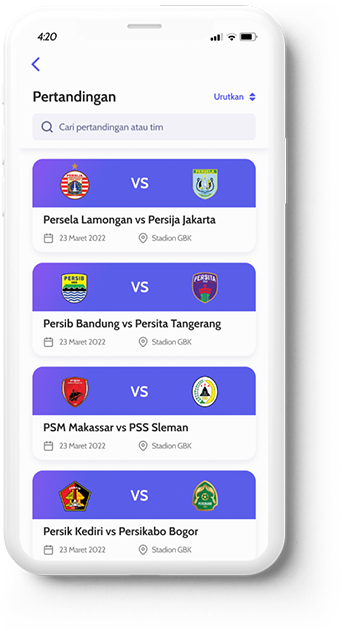 4:20
Pertandingan
Urutkan
Cari pertandingan atau tim
VS
PERSELA
Persela Lamongan vs Persija Jakarta
23 Maret 2022 Stadion GBK
PERSIB
VS
PERSITA
Persib Bandung vs Persita Tangerang
23 Maret 2022 Stadion GBK
PSM
VS
PSM Makassar vs PSS Sleman
23 Maret 2022 Stadion GBK
VS
Persik Kediri vs Persikabo Bogor
23 Maret 2022 Stadion GBK